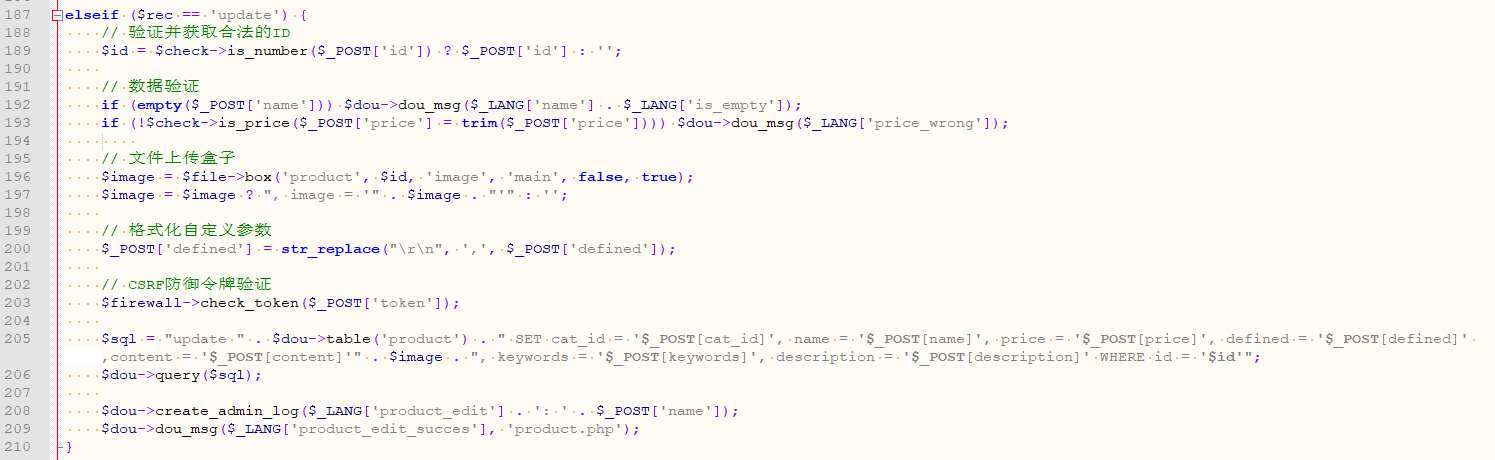 187 elseif ($rec == 'update') {
188 // 验证并获取合法的ID
189 $id = $check->is_number($_POST['id']) ? $_POST['id'] : '';
190
191 // 数据验证
192 if (empty($_POST['name'])) $dou->dou_msg($_LANG['name'] . $_LANG['is_empty']);
193 if (!$check->is_price($_POST['price'] = trim($_POST['price']))) $dou->dou_msg($_LANG['price_wrong']);
194
195 // 文件上传盒子
196 $image = $file->box('product', $id, 'image', 'main', false, true);
197 $image = $image ? ", image = '" . $image . "'" : '';
198
199 // 格式化自定义参数
200 $_POST['defined'] = str_replace("\r\n", ',', $_POST['defined']);
201
202 // CSRF防御令牌验证
203 $firewall->check_token($_POST['token']);
204
205 $sql = "update " . $dou->table('product') . " SET cat_id = '$_POST[cat_id]', name = '$_POST[name]', price = '$_POST[price]', defined = '$_POST[defined]'
,content = '$_POST[content]'" . $image . ", keywords = '$_POST[keywords]', description = '$_POST[description]' WHERE id = '$id'";
206 $dou->query($sql);
207
208 $dou->create_admin_log($_LANG['product_edit'] . ': ' . $_POST['name']);
209 $dou->dou_msg($_LANG['product_edit_succes'], 'product.php');
210 }